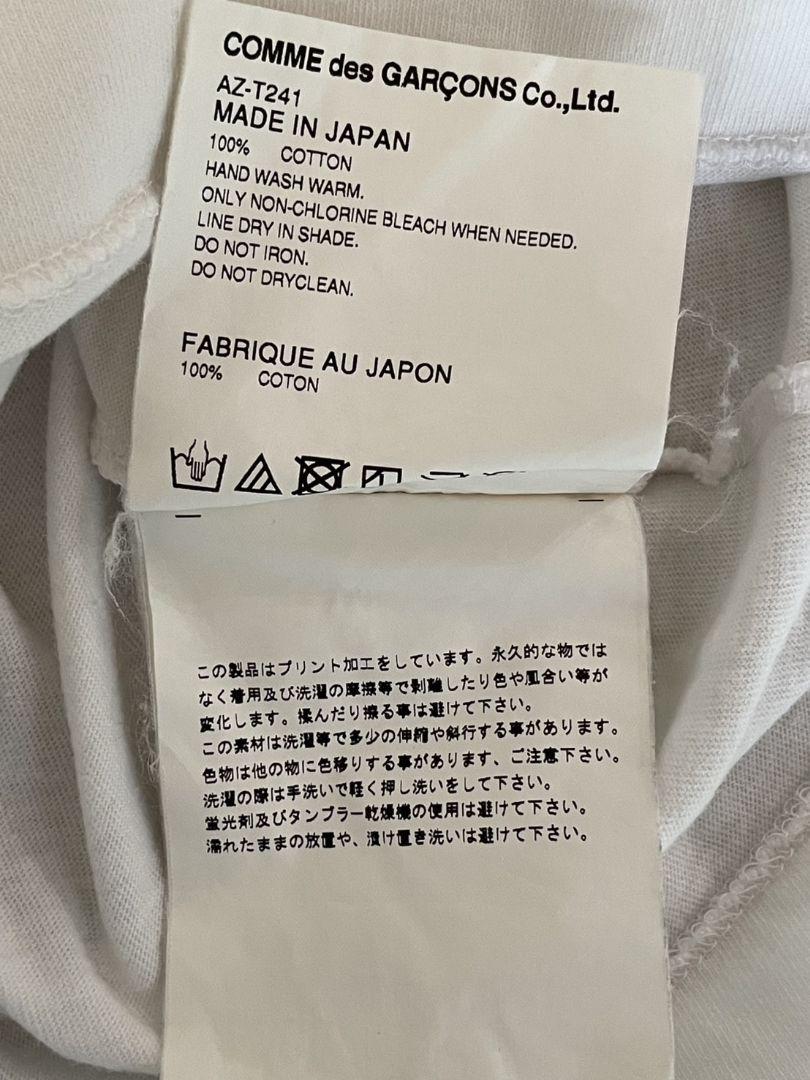 COMME des GARÇONS Co.,Ltd.
AZ-T241
MADE IN JAPAN
100% COTTON
HAND WASH WARM.
ONLY NON-CHLORINE BLEACH WHEN NEEDED.
LINE DRY IN SHADE.
DO NOT IRON.
DO NOT DRYCLEAN.
FABRIQUE AU JAPON
100% COTON
この製品はプリント加工をしています。永久的な物では
なく着用及び洗濯の摩擦等で剥離したり色や風合い等が
変化します。揉んだり擦る事は避けて下さい。
この素材は洗濯等で多少の伸縮や斜行する事があります。
色物は他の物に色移りする事があります、ご注意下さい。
洗濯の際は手洗いで軽く押し洗いをして下さい。
蛍光剤及びタンブラー乾燥機の使用は避けて下さい。
濡れたままの放置や、漬け置き洗いは避けて下さい。